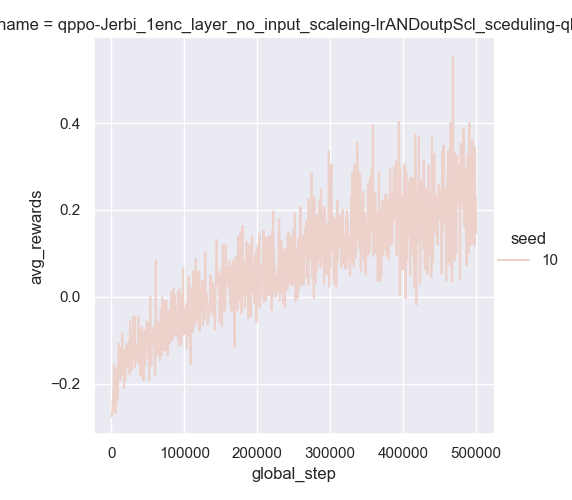 name = qppo-Jerbi_1enc_layer_no_input_scaleing-lrANDoutpScl_sceduling-q
0.4
0.2
0.0
−0.2
avg_rewards
seed
10
0 100000 200000 300000 400000 500000
global_step